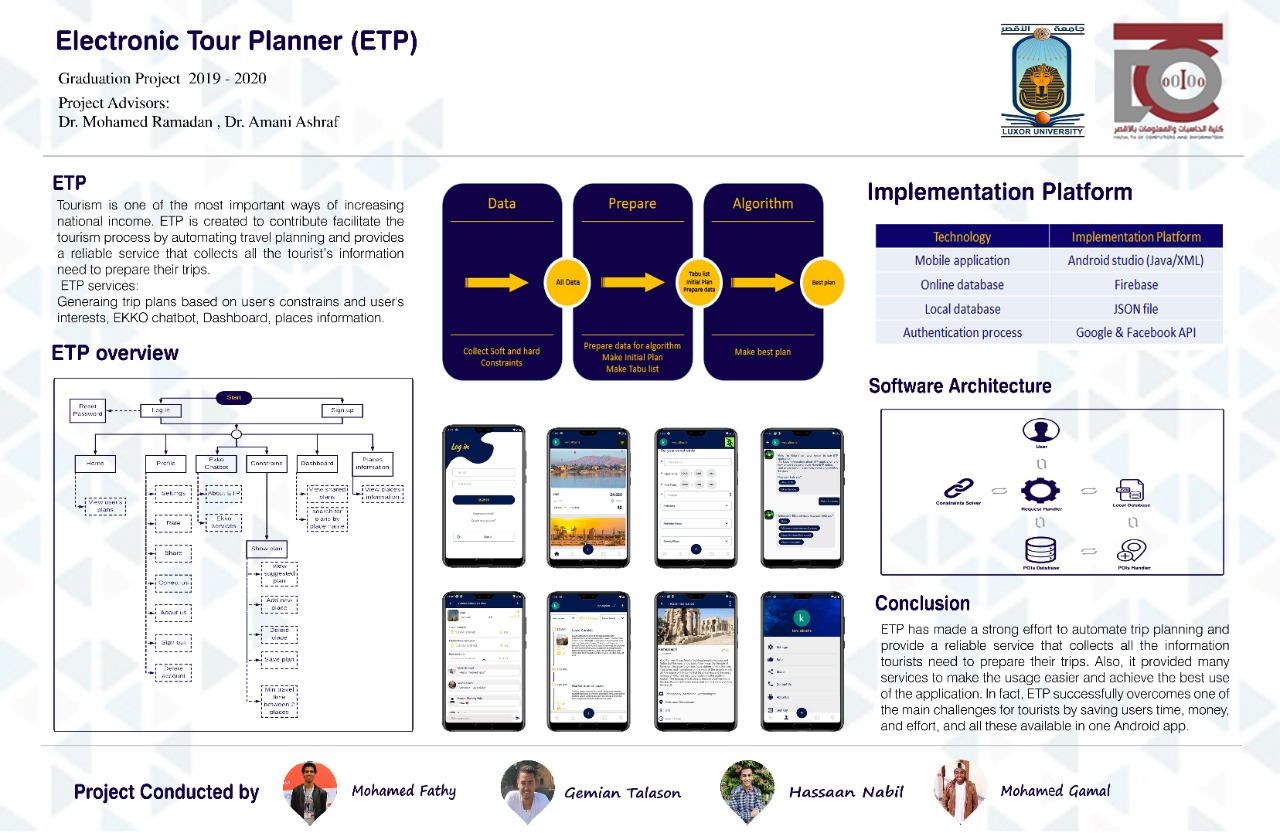 Electronic Tour Planner (ETP)
Graduation Project 2019 - 2020
Project Advisors:
Dr. Mohamed Ramadan , Dr. Amani Ashraf
جامعة الأقصر
LUXOR UNIVERSITY
كلية الحاسبات والمعلومات بالأقصر
FACULTY OF COMPUTERS AND INFORMATION
ETP
Tourism is one of the most important ways of increasing
national income. ETP is created to contribute facilitate the
tourism process by automating travel planning and provides
a reliable service that collects all the tourist's information
need to prepare their trips.
ETP services:
Generaing trip plans based on user's constrains and user's
interests, EKKO chatbot, Dashboard, places information.
ETP overview
Start
Reset
Password
Log in
Sign up
Home
Profile
Ekko
Chatbot
Constrains
Dashboard
Places
information
View user's
plans
Settings
Rate
Share
Contact us
About us
Sign out
Delete
account
About ETP
Ekko
services
Show plan
View
suggested
plan
Add new
place
Delete
place
Save plan
Min travel
time
between 2
places
View shared
plans
search for
plans by
place name
View places
information
Data
Collect Soft and hard
Constraints
All Data
Prepare
Prepare data for algorithm
Make Initial Plan
Make Tabu list
Tabu list
Initial Plan
Prepare data
Algorithm
Make best plan
Best plan
Log in
Implementation Platform
Technology Implementation Platform
Mobile application Android studio (Java/XML)
Online database Firebase
Local database JSON file
Authentication process Google & Facebook API
Software Architecture
User
Constraints Solver
Request Handler
Local Database
POIs Database
POIs Handler
Conclusion
ETP has made a strong effort to automate trip planning and
provide a reliable service that collects all the information
tourists need to prepare their trips. Also, it provided many
services to make the usage easier and achieve the best use
of the application. In fact, ETP successfully overcomes one of
the main challenges for tourists by saving users time, money,
and effort, and all these available in one Android app.
Project Conducted by
Mohamed Fathy
Gemian Talason
Hassaan Nabil
Mohamed Gamal